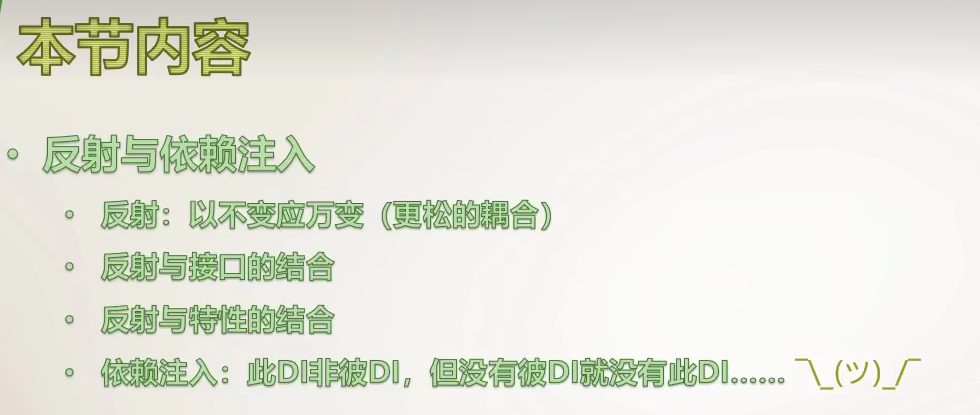 本节内容
• 反射与依赖注入
• 反射：以不变应万变（更松的耦合）
• 反射与接口的结合
• 反射与特性的结合
• 依赖注入：此DI非彼DI，但没有彼DI就没有此DI…… ¯\_(ツ)_/¯